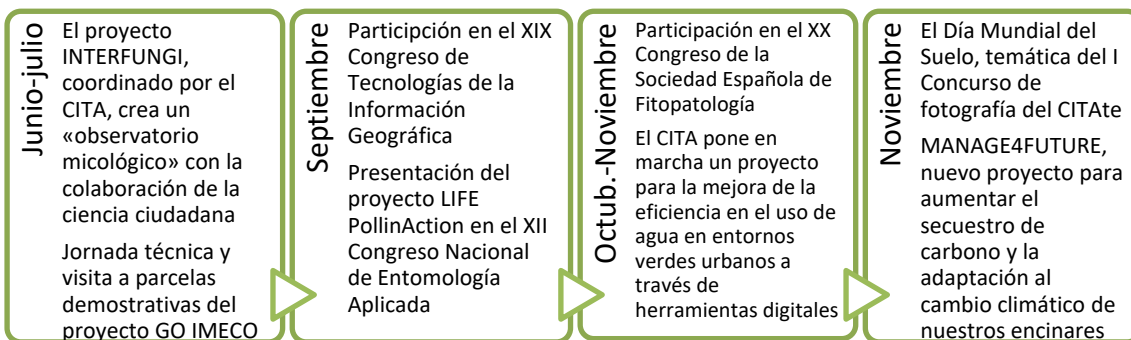 Junio-julio
El proyecto
INTERFUNGI,
coordinado por el
CITA, crea un
«observatorio
micológico» con la
colaboración de la
ciencia ciudadana
Jornada técnica y
visita a parcelas
demostrativas del
proyecto GO IMECO
Septiembre
Participción en el XIX
Congreso de
Tecnologías de la
Información
Geográfica
Presentación del
proyecto LIFE
PollinAction en el XII
Congreso Nacional
de Entomología
Aplicada
Octub.-Noviembre
Participación en el XX
Congreso de la
Sociedad Española de
Fitopatología
El CITA pone en
marcha un proyecto
para la mejora de la
eficiencia en el uso de
agua en entornos
verdes urbanos a
través de
herramientas digitales
Noviembre
El Día Mundial del
Suelo, temática del I
Concurso de
fotografía del CITAte
MANAGE4FUTURE,
nuevo proyecto para
aumentar el
secuestro de
carbono y la
adaptación al
cambio climático de
nuestros encinares